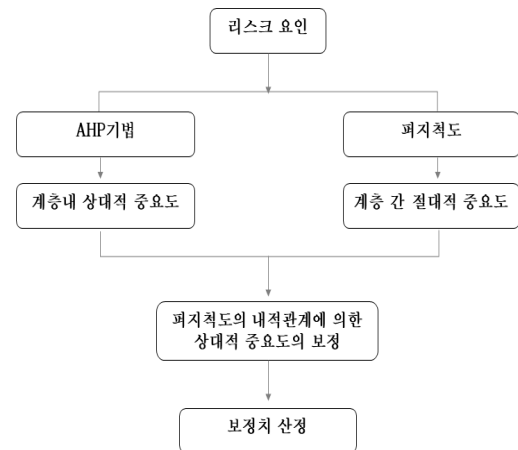 리스크 요인
AHP기법
퍼지척도
계층내 상대적 중요도
계층 간 절대적 중요도
퍼지척도의 내적관계에 의한
상대적 중요도의 보정
보정치 산정